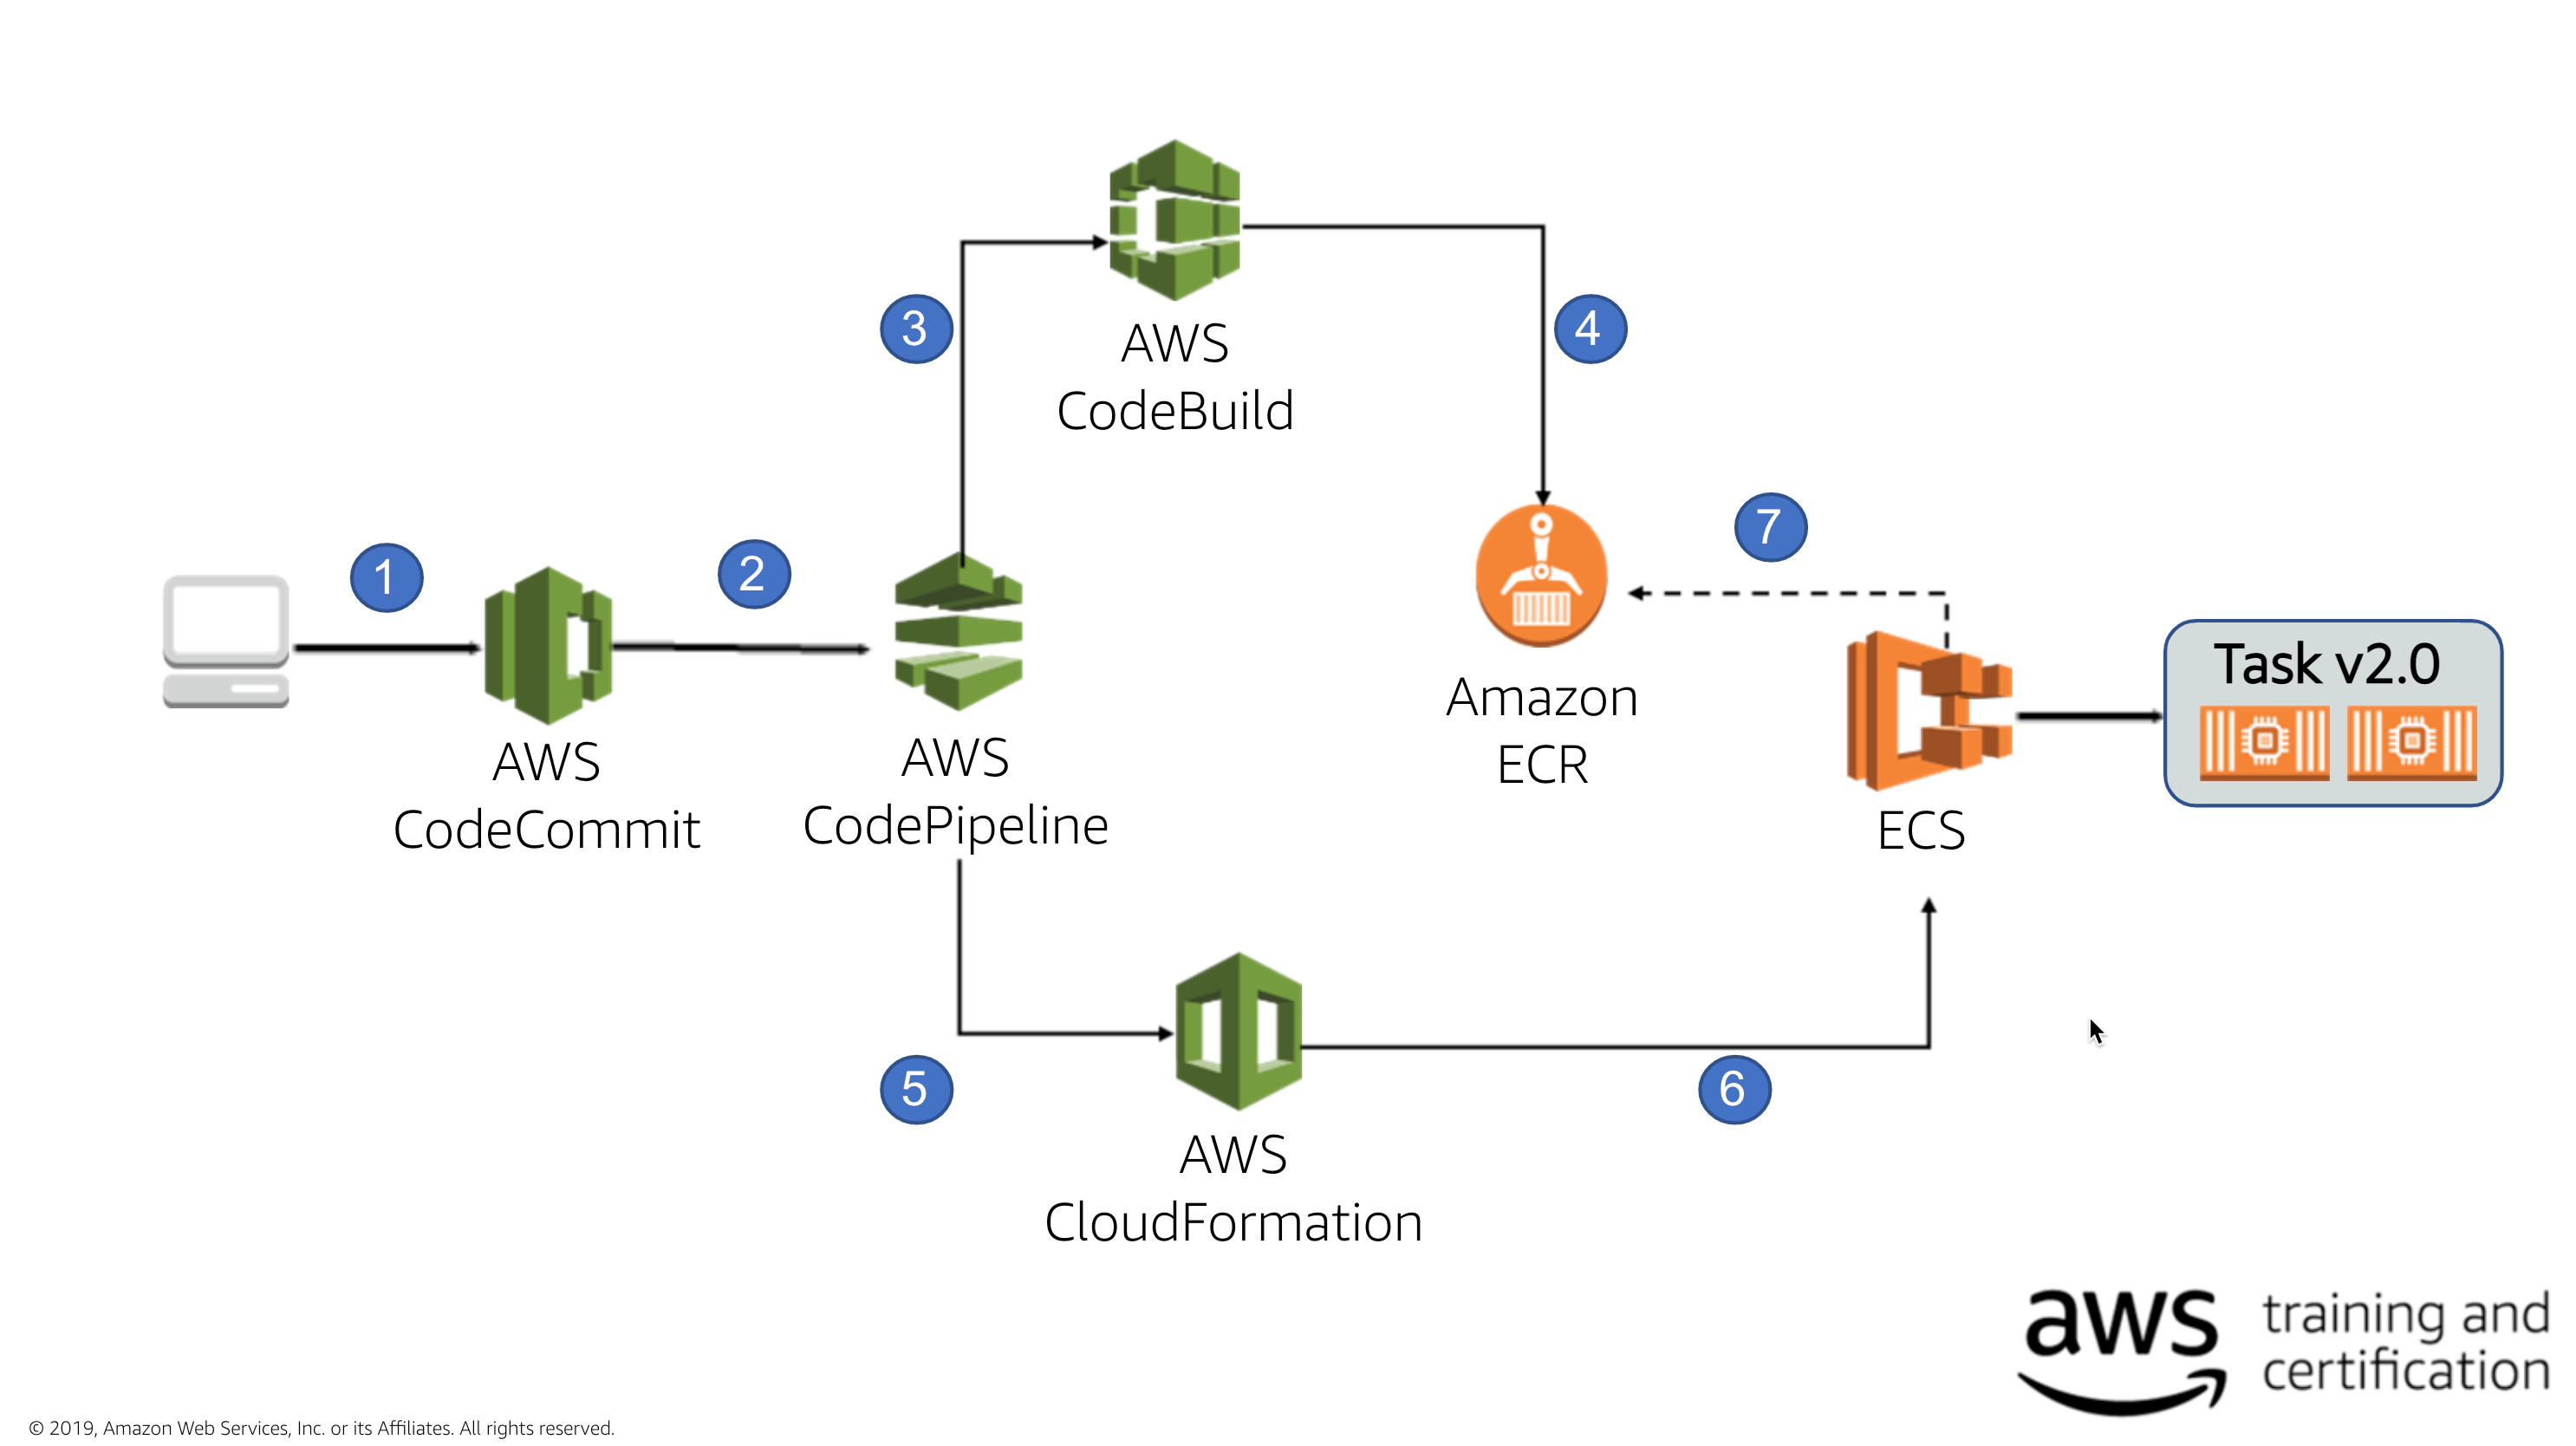 1
2
3
4
5
6
7
AWS
CodeCommit
AWS
CodePipeline
AWS
CodeBuild
Amazon
ECR
AWS
CloudFormation
ECS
Task v2.0
aws
training and
certification
© 2019, Amazon Web Services, Inc. or its Affiliates. All rights reserved.